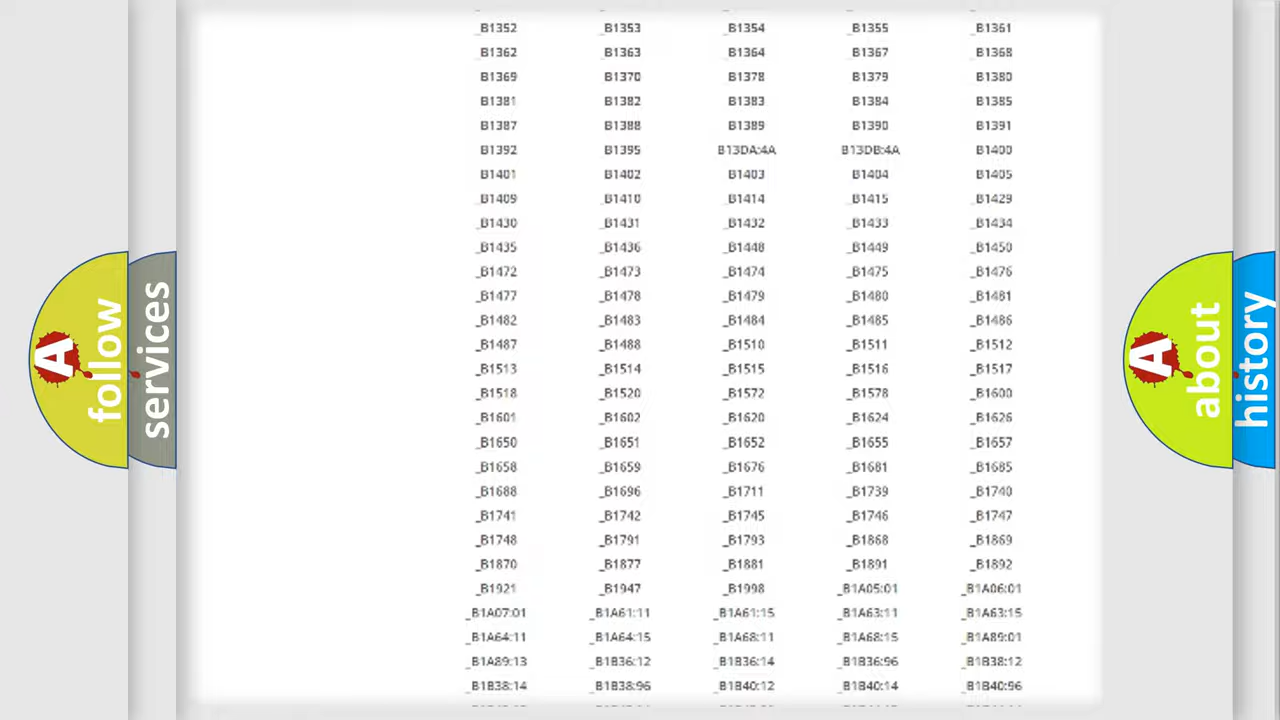 follow
services
_B1352 _B1353 _B1354 _B1355 _B1361
_B1362 _B1363 _B1364 _B1367 _B1368
_B1369 _B1370 _B1378 _B1379 _B1380
_B1381 _B1382 _B1383 _B1384 _B1385
_B1387 _B1388 _B1389 _B1390 _B1391
_B1392 _B1395 _B13DA:4A _B13DB:4A _B1400
_B1401 _B1402 _B1403 _B1404 _B1405
_B1409 _B1410 _B1414 _B1415 _B1429
_B1430 _B1431 _B1432 _B1433 _B1434
_B1435 _B1436 _B1448 _B1449 _B1450
_B1472 _B1473 _B1474 _B1475 _B1476
_B1477 _B1478 _B1479 _B1480 _B1481
_B1482 _B1483 _B1484 _B1485 _B1486
_B1487 _B1488 _B1510 _B1511 _B1512
_B1513 _B1514 _B1515 _B1516 _B1517
_B1518 _B1520 _B1572 _B1578 _B1600
_B1601 _B1602 _B1620 _B1624 _B1626
_B1650 _B1651 _B1652 _B1655 _B1657
_B1658 _B1659 _B1676 _B1681 _B1685
_B1688 _B1696 _B1711 _B1739 _B1740
_B1741 _B1742 _B1745 _B1746 _B1747
_B1748 _B1791 _B1793 _B1868 _B1869
_B1870 _B1877 _B1881 _B1891 _B1892
_B1921 _B1947 _B1998 _B1A05:01 _B1A06:01
_B1A07:01 _B1A61:11 _B1A61:15 _B1A63:11 _B1A63:15
_B1A64:11 _B1A64:15 _B1A68:11 _B1A68:15 _B1A89:01
_B1A89:13 _B1B36:12 _B1B36:14 _B1B36:96 _B1B38:12
_B1B38:14 _B1B38:96 _B1B40:12 _B1B40:14 _B1B40:96
A
about
history
A